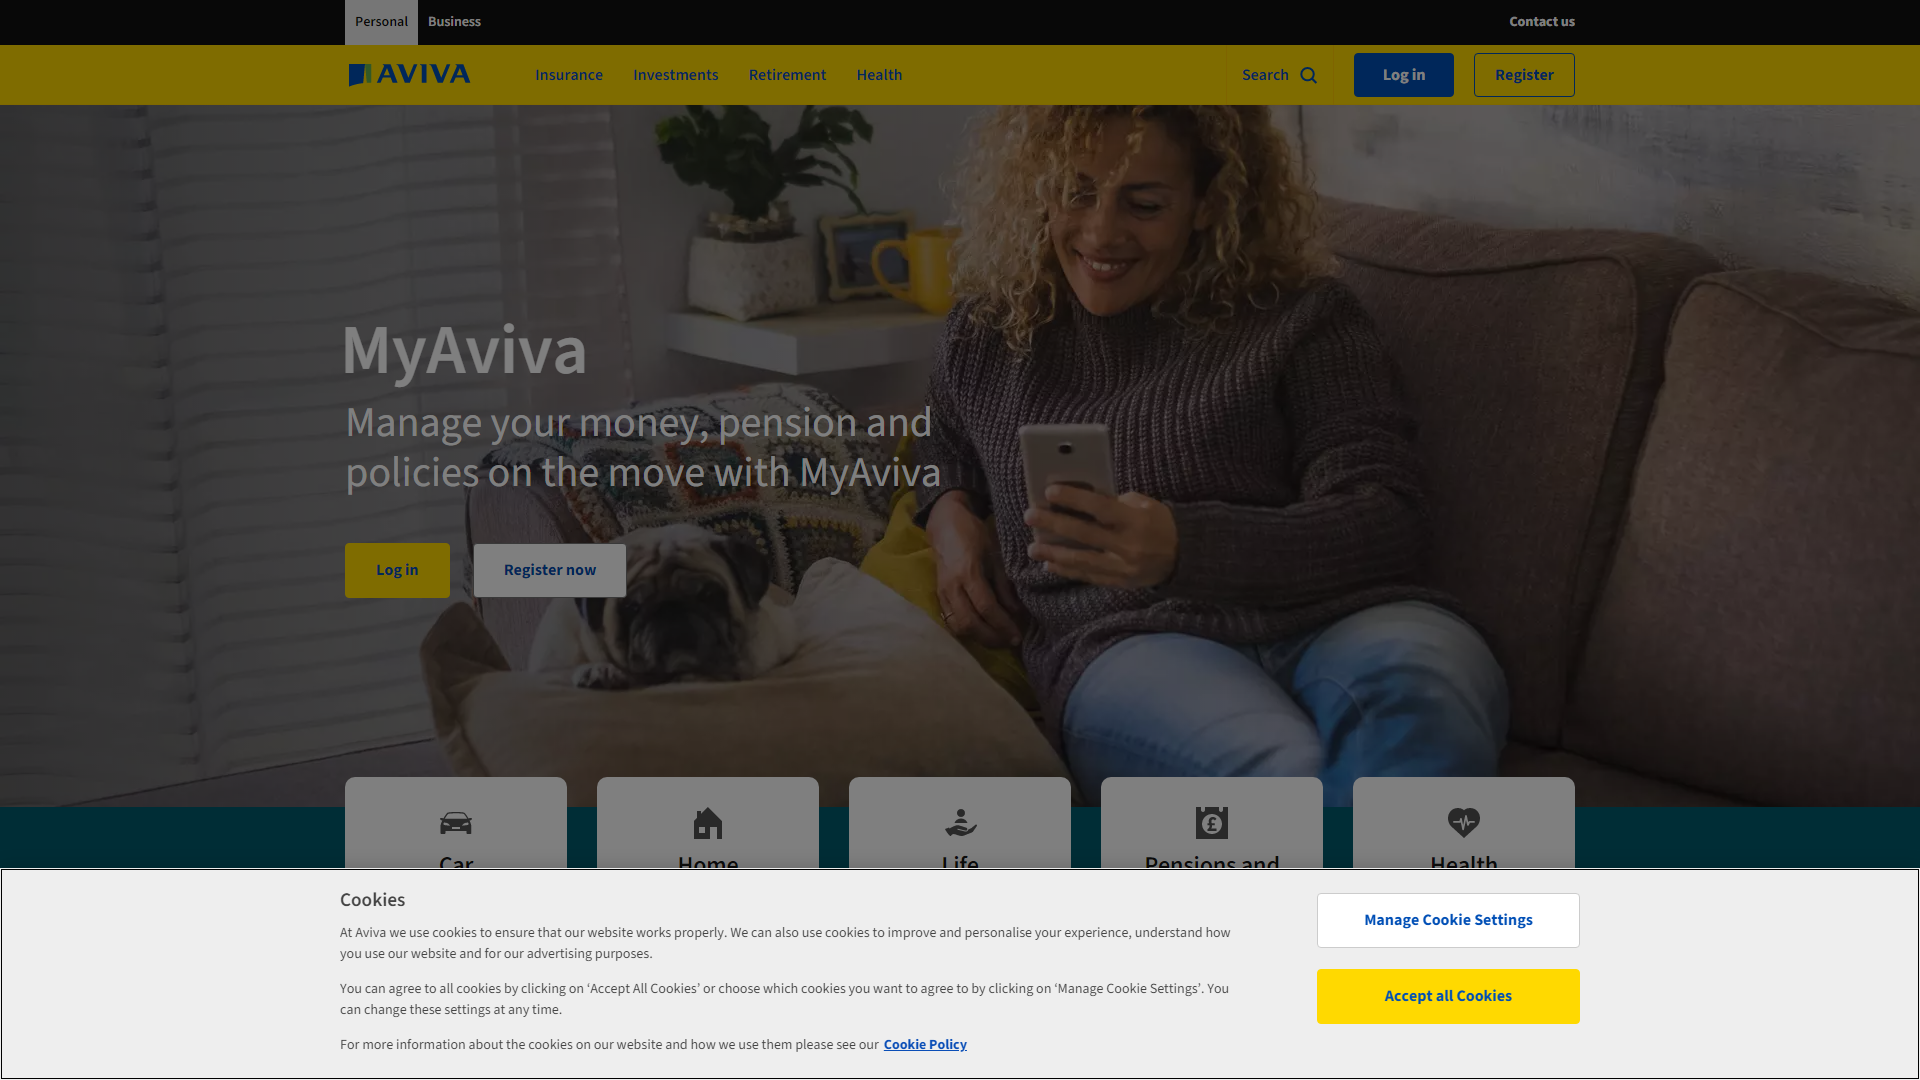 Personal
Business
Contact us
AVIVA
Insurance
Investments
Retirement
Health
Search
Log in
Register
MyAviva
Manage your money, pension and
policies on the move with MyAviva
Log in
Register now
Car
Home
Life
Pensions and
Health
Cookies
At Aviva we use cookies to ensure that our website works properly. We can also use cookies to improve and personalise your experience, understand how
you use our website and for our advertising purposes.
You can agree to all cookies by clicking on ‘Accept All Cookies’ or choose which cookies you want to agree to by clicking on ‘Manage Cookie Settings’. You
can change these settings at any time.
For more information about the cookies on our website and how we use them please see our Cookie Policy
Manage Cookie Settings
Accept all Cookies